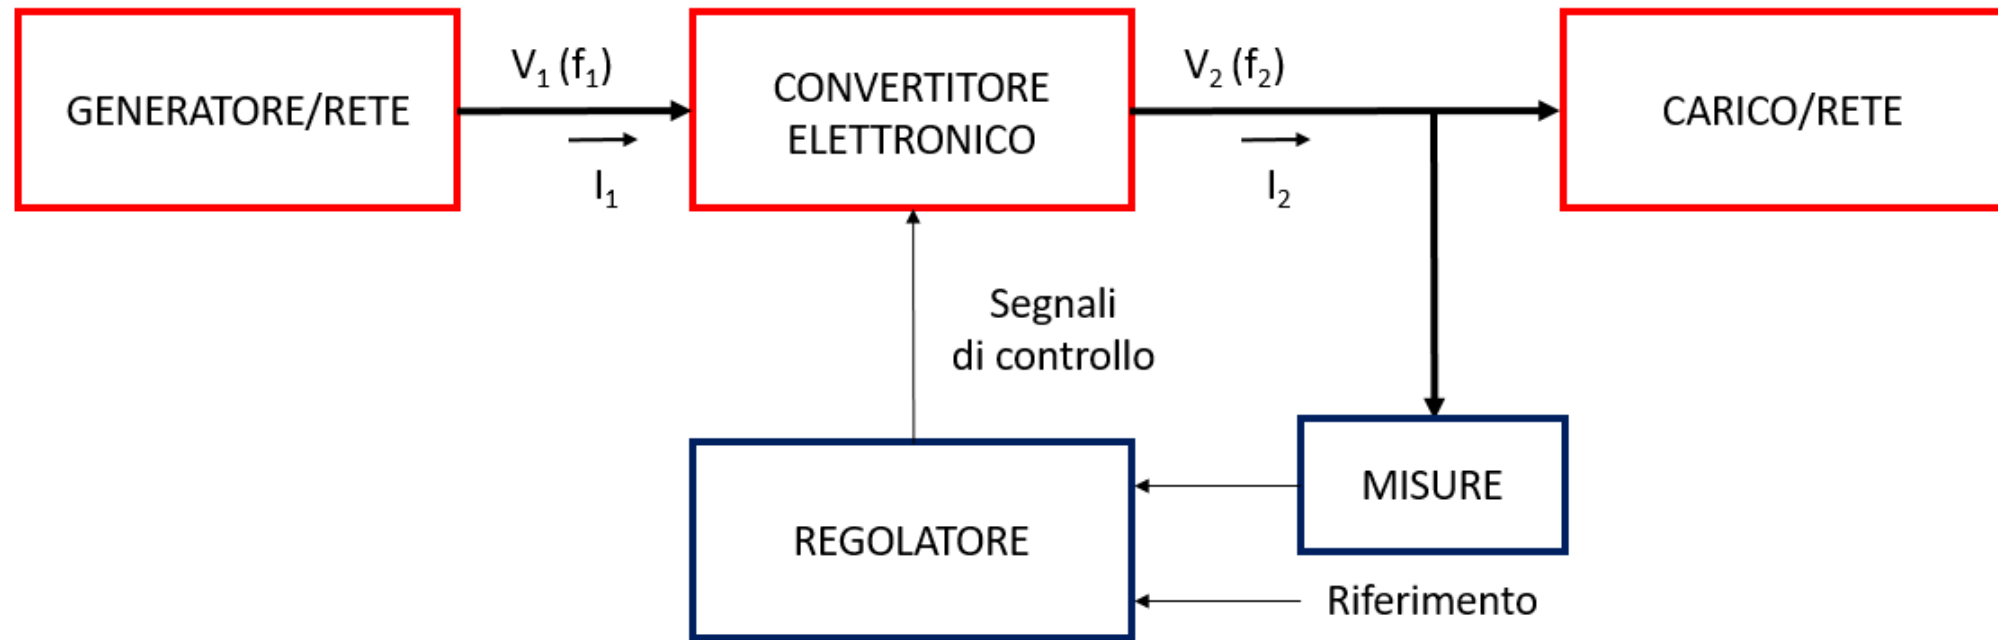 GENERATORE/RETE
V₁ (f₁)
I₁
CONVERTITORE
ELETTRONICO
V₂ (f₂)
I₂
CARICO/RETE
Segnali
di controllo
MISURE
REGOLATORE
Riferimento